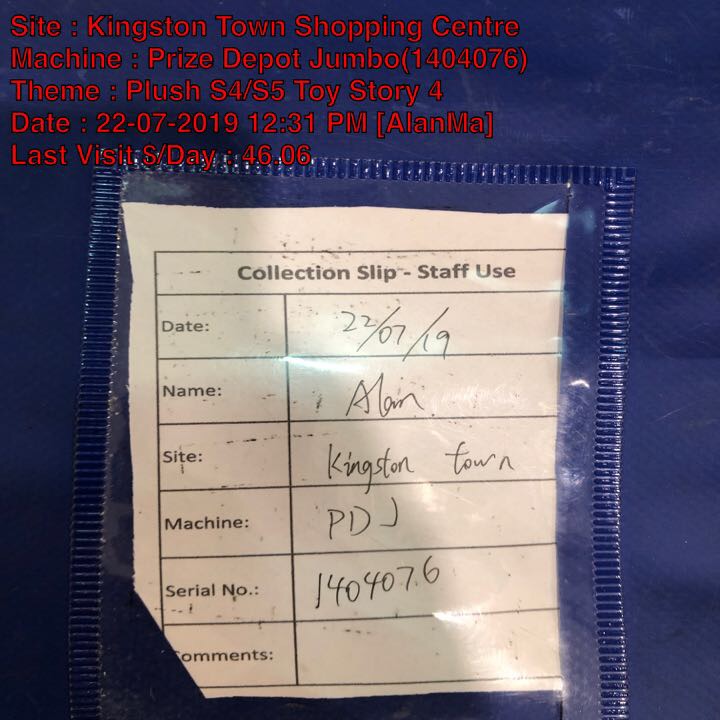 Site : Kingston Town Shopping Centre
Machine : Prize Depot Jumbo(1404076)
Theme : Plush S4/S5 Toy Story 4
Date : 22-07-2019 12:31 PM [AlanMa]
Last Visit:$/Day : 46.06
Collection Slip - Staff Use
Date: 22/07/19
Name: Alan
Site: Kingston town
Machine: PDJ
Serial No.: 1404076
omments: